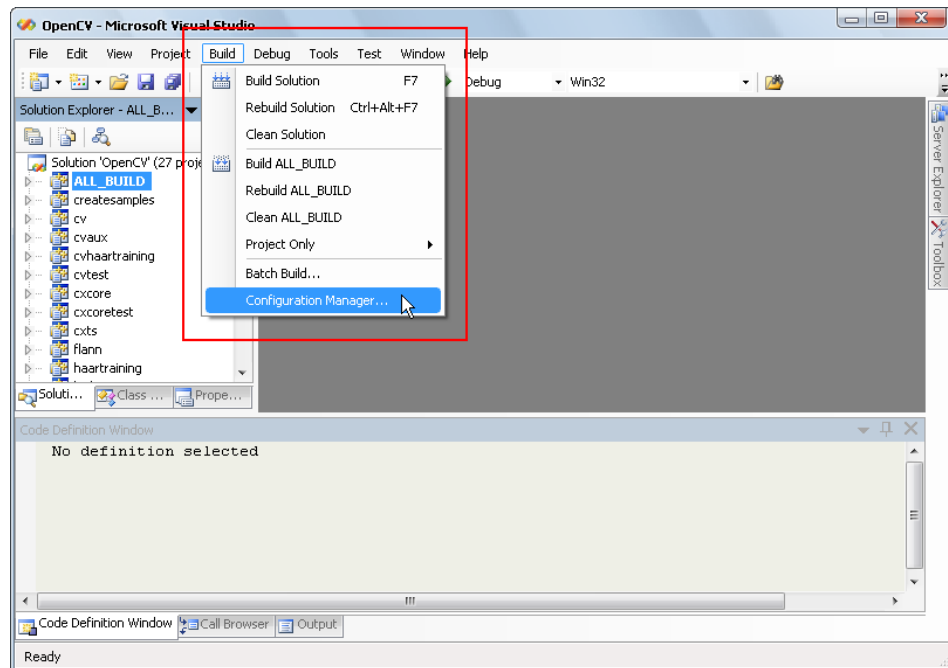 OpenCV - Microsoft Visual Studio
File Edit View Project Build Debug Tools Test Window Help
Debug Win32
Build Solution F7
Rebuild Solution Ctrl+Alt+F7
Clean Solution
Build ALL_BUILD
Rebuild ALL_BUILD
Clean ALL_BUILD
Project Only
Batch Build...
Configuration Manager...
Solution Explorer - ALL_B...
Solution 'OpenCV' (27 proje
ALL_BUILD
createsamples
cv
cvaux
cvhaartraining
cvtest
cxcore
cxcoretest
cxts
flann
haartraining
Soluti... Class ... Prope...
Server Explorer
Toolbox
Code Definition Window
No definition selected
Code Definition Window Call Browser Output
Ready